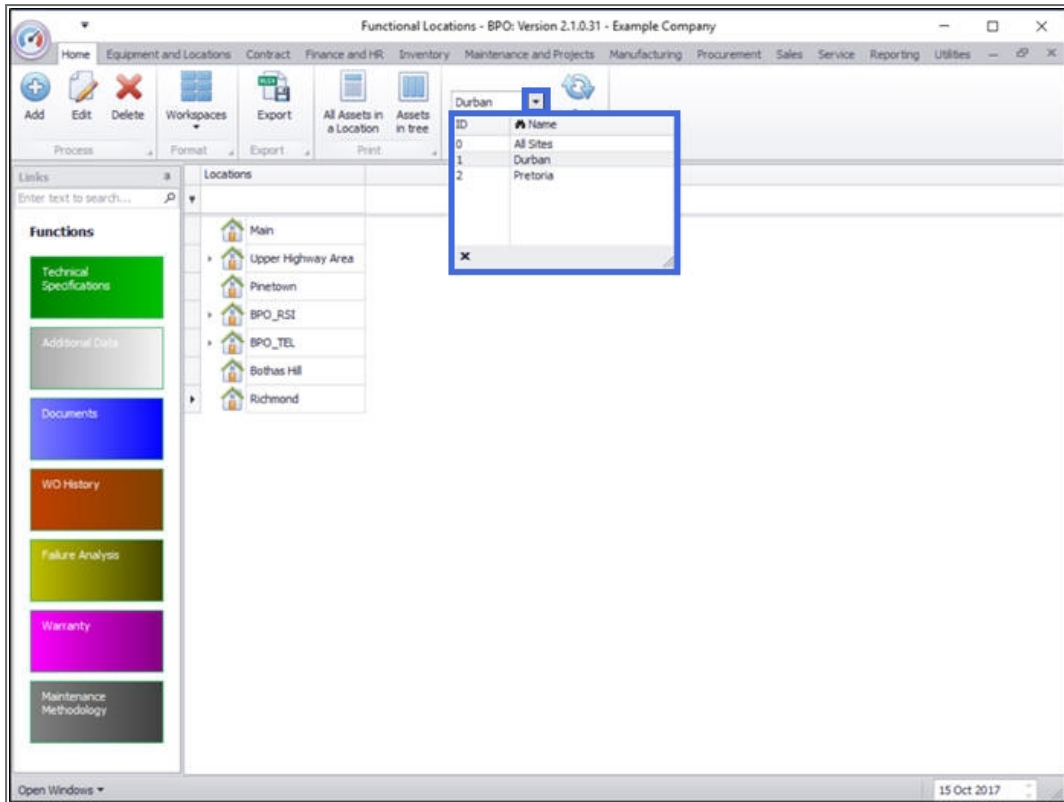 Functional Locations - BPO: Version 2.1.0.31 - Example Company
Home Equipment and Locations Contract Finance and HR Inventory Maintenance and Projects Manufacturing Procurement Sales Service Reporting Utilities
Add Edit Delete Workspaces Export All Assets in a Location Assets in tree
Durban
Process Format Export Print
ID Name
0 All Sites
1 Durban
2 Pretoria
Links
Enter text to search...
Locations
Functions
Technical
Specifications
Additional Data
Documents
WO History
Failure Analysis
Warranty
Maintenance
Methodology
Main
Upper Highway Area
Pinetown
BPO_RSI
BPO_TEL
Bothas Hill
Richmond
Open Windows
15 Oct 2017